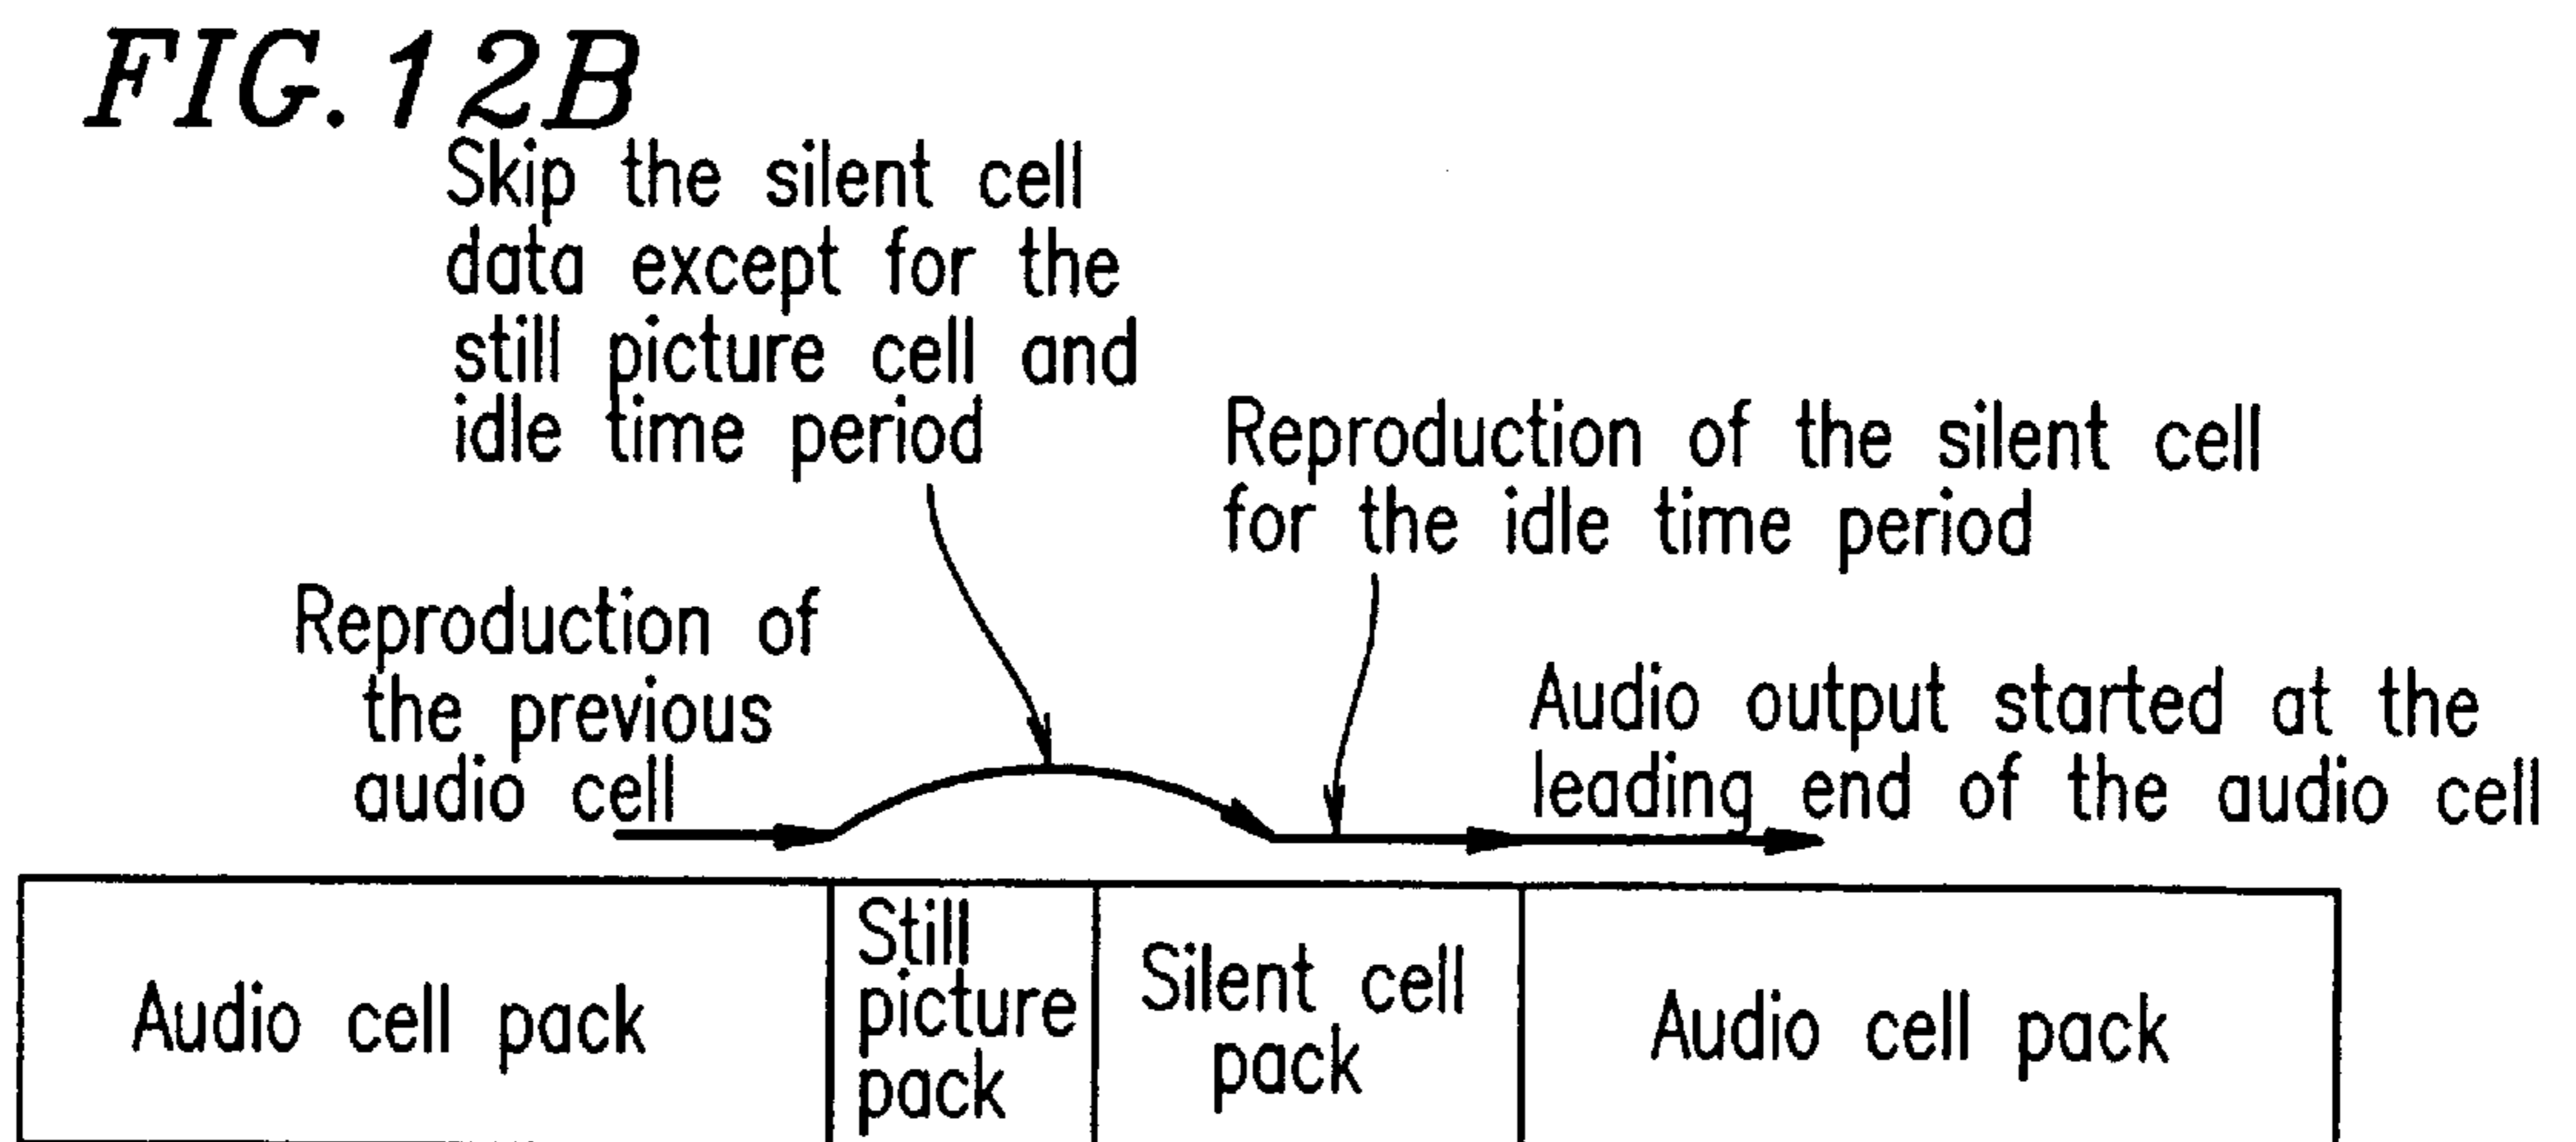 FIG.12B
Skip the silent cell
data except for the
still picture cell and
idle time period
Reproduction of the silent cell
for the idle time period
Reproduction of
the previous
audio cell
Audio output started at the
leading end of the audio cell
Audio cell pack
Still
picture
pack
Silent cell
pack
Audio cell pack